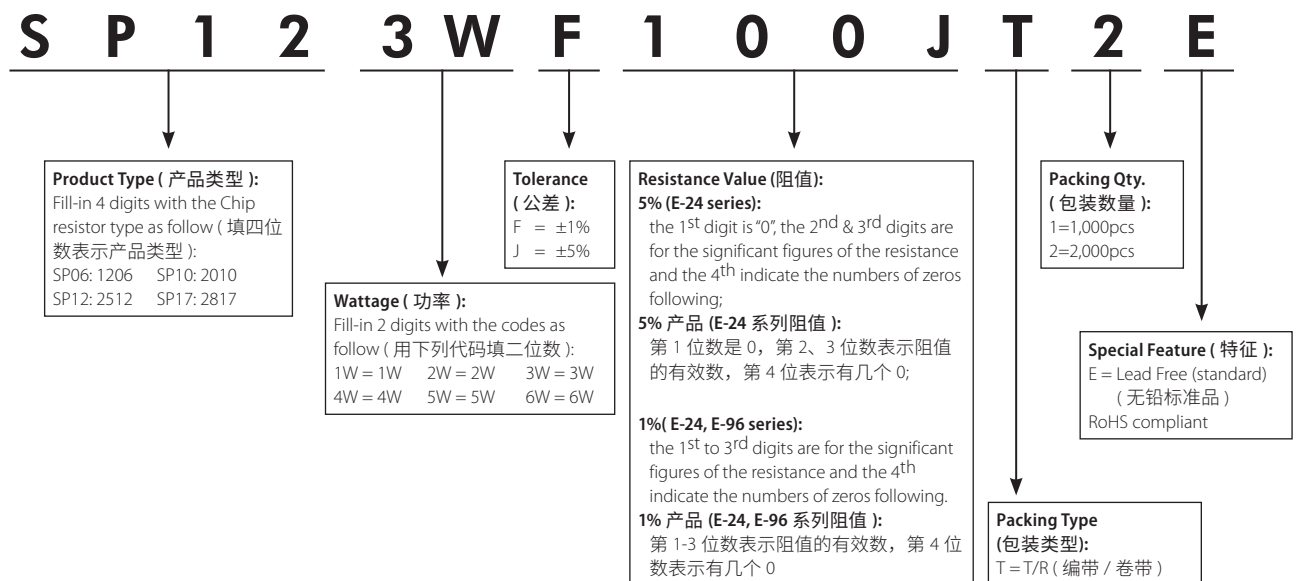 S P 1 2 3 W F 1 0 0 J T 2 E
Product Type ( 产品类型 ):
Fill-in 4 digits with the Chip
resistor type as follow ( 填四位
数表示产品类型 ):
SP06: 1206 SP10: 2010
SP12: 2512 SP17: 2817
Wattage ( 功率 ):
Fill-in 2 digits with the codes as
follow ( 用下列代码填二位数 ):
1W = 1W 2W = 2W 3W = 3W
4W = 4W 5W = 5W 6W = 6W
Tolerance
( 公差 ):
F = ±1%
J = ±5%
Resistance Value (阻值):
5% (E-24 series):
the 1st digit is “0”, the 2nd & 3rd digits are
for the significant figures of the resistance
and the 4th indicate the numbers of zeros
following;
5% 产品 (E-24 系列阻值 ):
第 1 位数是 0，第 2、3 位数表示阻值
的有效数，第 4 位表示有几个 0;
1%( E-24, E-96 series):
the 1st to 3rd digits are for the significant
figures of the resistance and the 4th
indicate the numbers of zeros following.
1% 产品 (E-24, E-96 系列阻值 ):
第 1-3 位数表示阻值的有效数，第 4 位
数表示有几个 0
Packing Type
(包装类型):
T = T/R ( 编带 / 卷带 )
Packing Qty.
( 包装数量 ):
1=1,000pcs
2=2,000pcs
Special Feature ( 特征 ):
E = Lead Free (standard)
( 无铅标准品 )
RoHS compliant